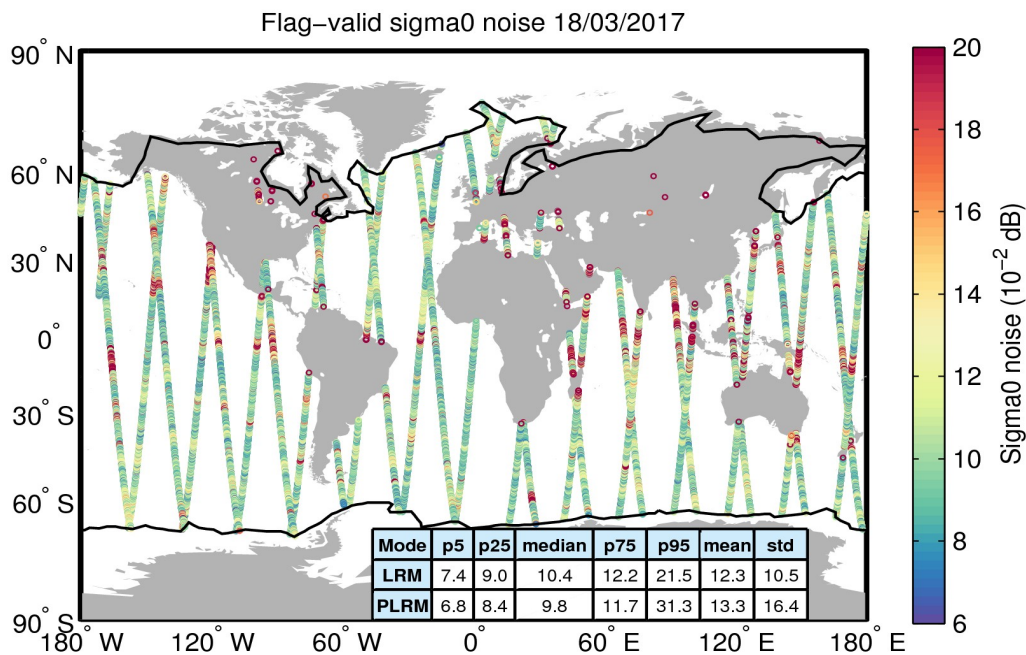 Flag−valid sigma0 noise 18/03/2017
90° N
60° N
30° N
0°
30° S
60° S
90° S
180° W
120° W
60° W
0°
60° E
120° E
180° E
Mode p5 p25 median p75 p95 mean std
LRM 7.4 9.0 10.4 12.2 21.5 12.3 10.5
PLRM 6.8 8.4 9.8 11.7 31.3 13.3 16.4
20
18
16
14
12
10
8
6
Sigma0 noise (10⁻² dB)